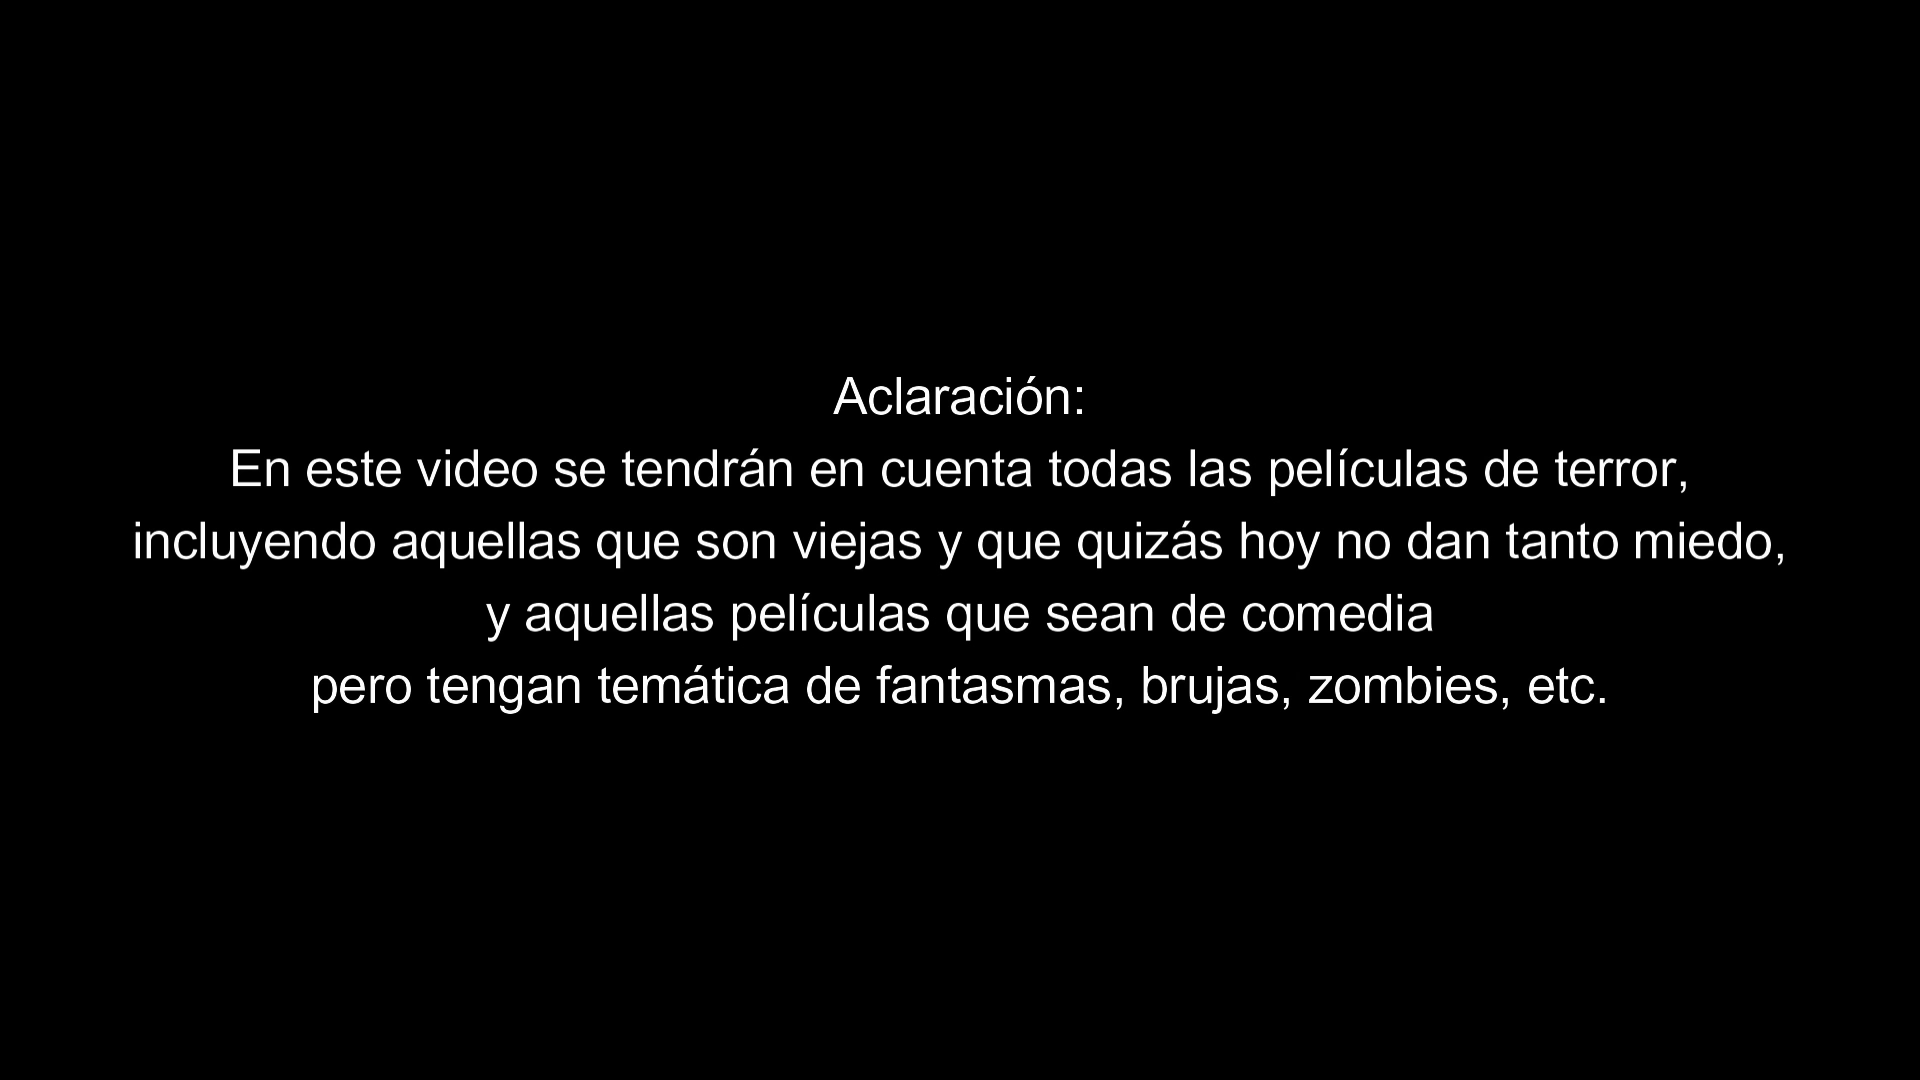 Aclaración:
En este video se tendrán en cuenta todas las películas de terror,
incluyendo aquellas que son viejas y que quizás hoy no dan tanto miedo,
y aquellas películas que sean de comedia
pero tengan temática de fantasmas, brujas, zombies, etc.